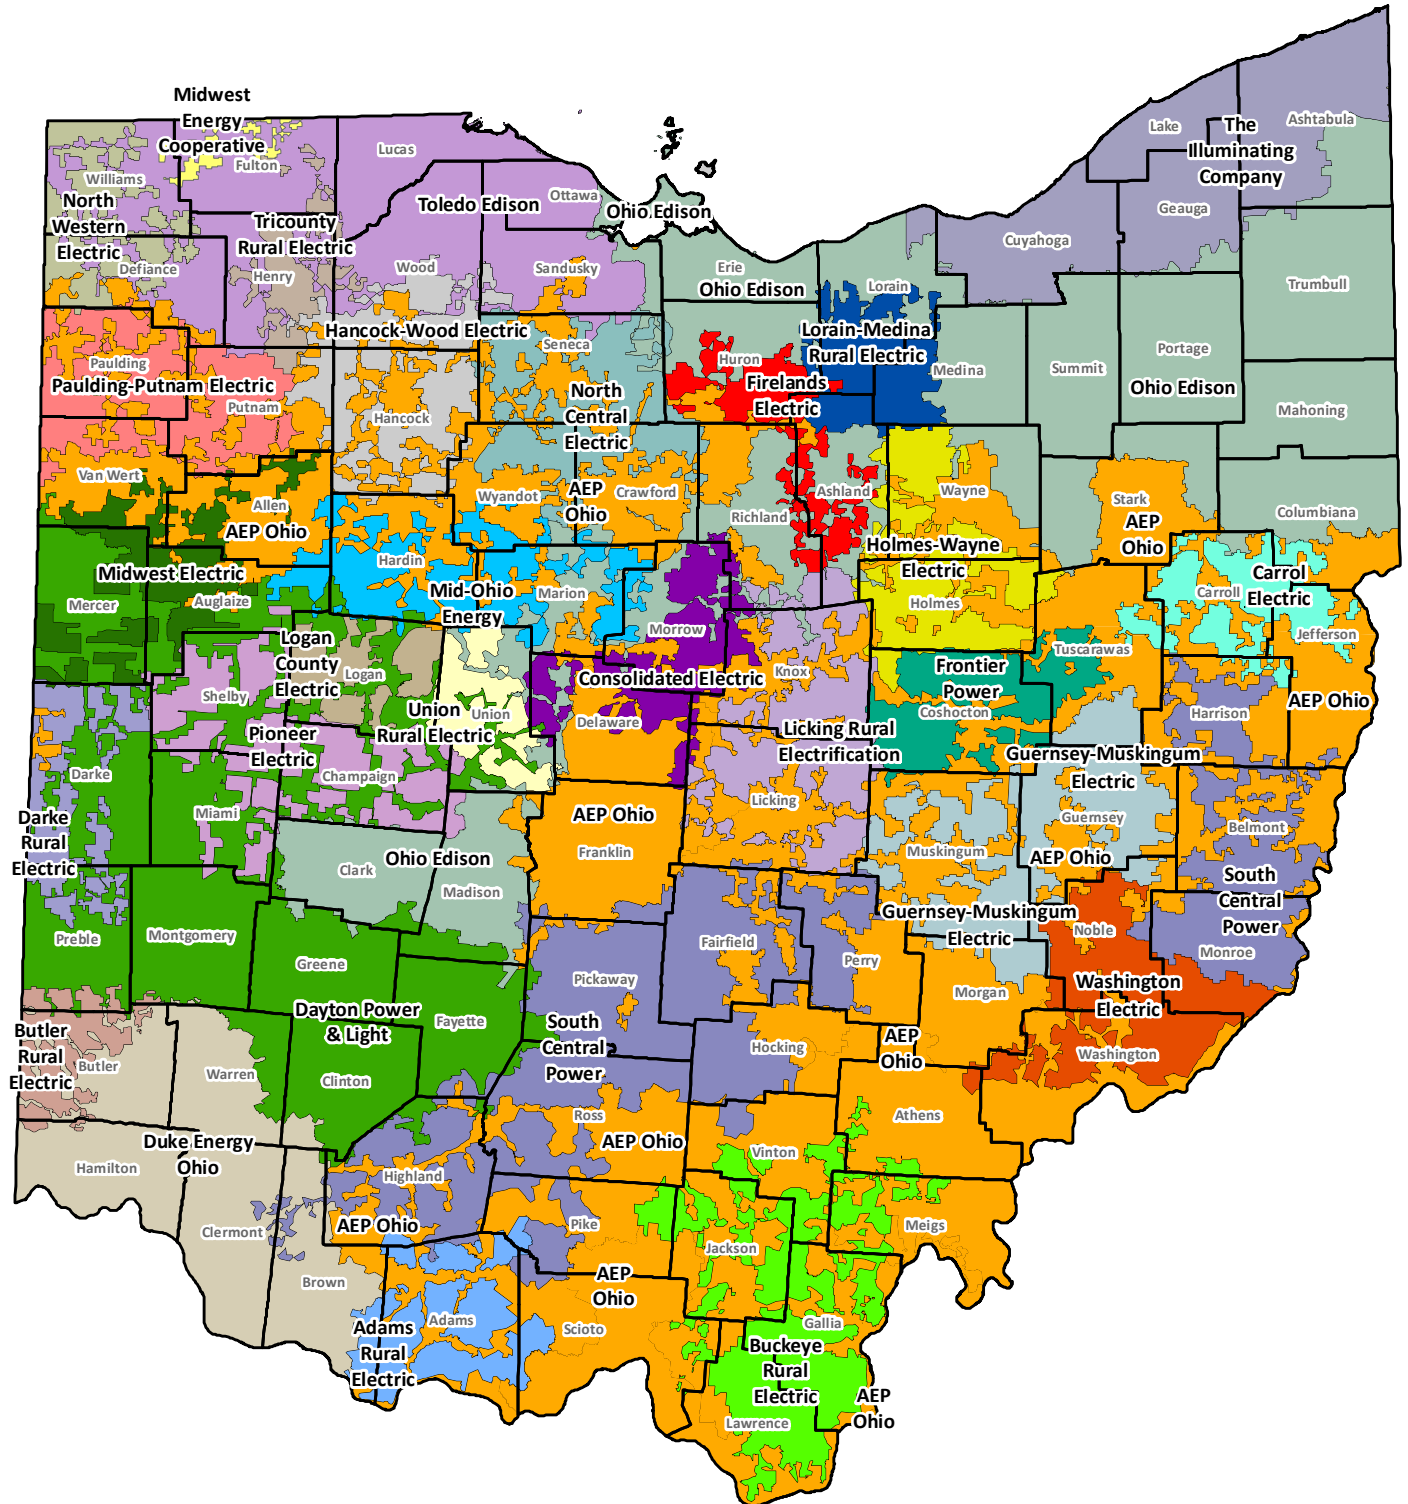 Midwest
Energy
Cooperative
Lucas
Fulton
Williams
North
Western
Electric
Tricounty
Rural Electric
Toledo Edison
Ottawa
Ohio Edison
Defiance
Henry
Wood
Sandusky
Erie
Ohio Edison
Lorain
Cuyahoga
Lake
The
Illuminating
Company
Ashtabula
Geauga
Trumbull
Hancock-Wood Electric
Seneca
Huron
Lorain-Medina
Rural Electric
Medina
Summit
Portage
Ohio Edison
Mahoning
Paulding
Paulding-Putnam Electric
Putnam
Hancock
North
Central
Electric
Firelands
Electric
Van Wert
Allen
AEP Ohio
Wyandot
AEP
Ohio
Crawford
Richland
Ashland
Wayne
Stark
AEP
Ohio
Columbiana
Midwest Electric
Mercer
Auglaize
Hardin
Mid-Ohio
Energy
Marion
Morrow
Holmes-Wayne
Electric
Holmes
Carroll
Carrol
Electric
Jefferson
Tuscarawas
Logan
County
Electric
Logan
Shelby
Union
Rural Electric
Union
Consolidated Electric
Delaware
Knox
Frontier
Power
Coshocton
Harrison
AEP Ohio
Pioneer
Electric
Champaign
Licking Rural
Electrification
Licking
Guernsey-Muskingum
Electric
Guernsey
Belmont
Darke
Miami
Darke
Rural
Electric
AEP Ohio
Franklin
Ohio Edison
Clark
Madison
Muskingum
AEP Ohio
South
Central
Power
Monroe
Preble
Montgomery
Greene
Fairfield
Perry
Guernsey-Muskingum
Electric
Noble
Pickaway
Morgan
Washington
Electric
Washington
Dayton Power
& Light
Fayette
Butler
Rural
Electric
Butler
Warren
Clinton
South
Central
Power
Hocking
AEP
Ohio
Ross
AEP Ohio
Athens
Vinton
Duke Energy
Ohio
Hamilton
Highland
AEP Ohio
Clermont
Brown
Pike
Jackson
Meigs
AEP
Ohio
Scioto
Adams
Adams
Rural
Electric
Gallia
Buckeye
Rural
Electric
AEP
Ohio
Lawrence